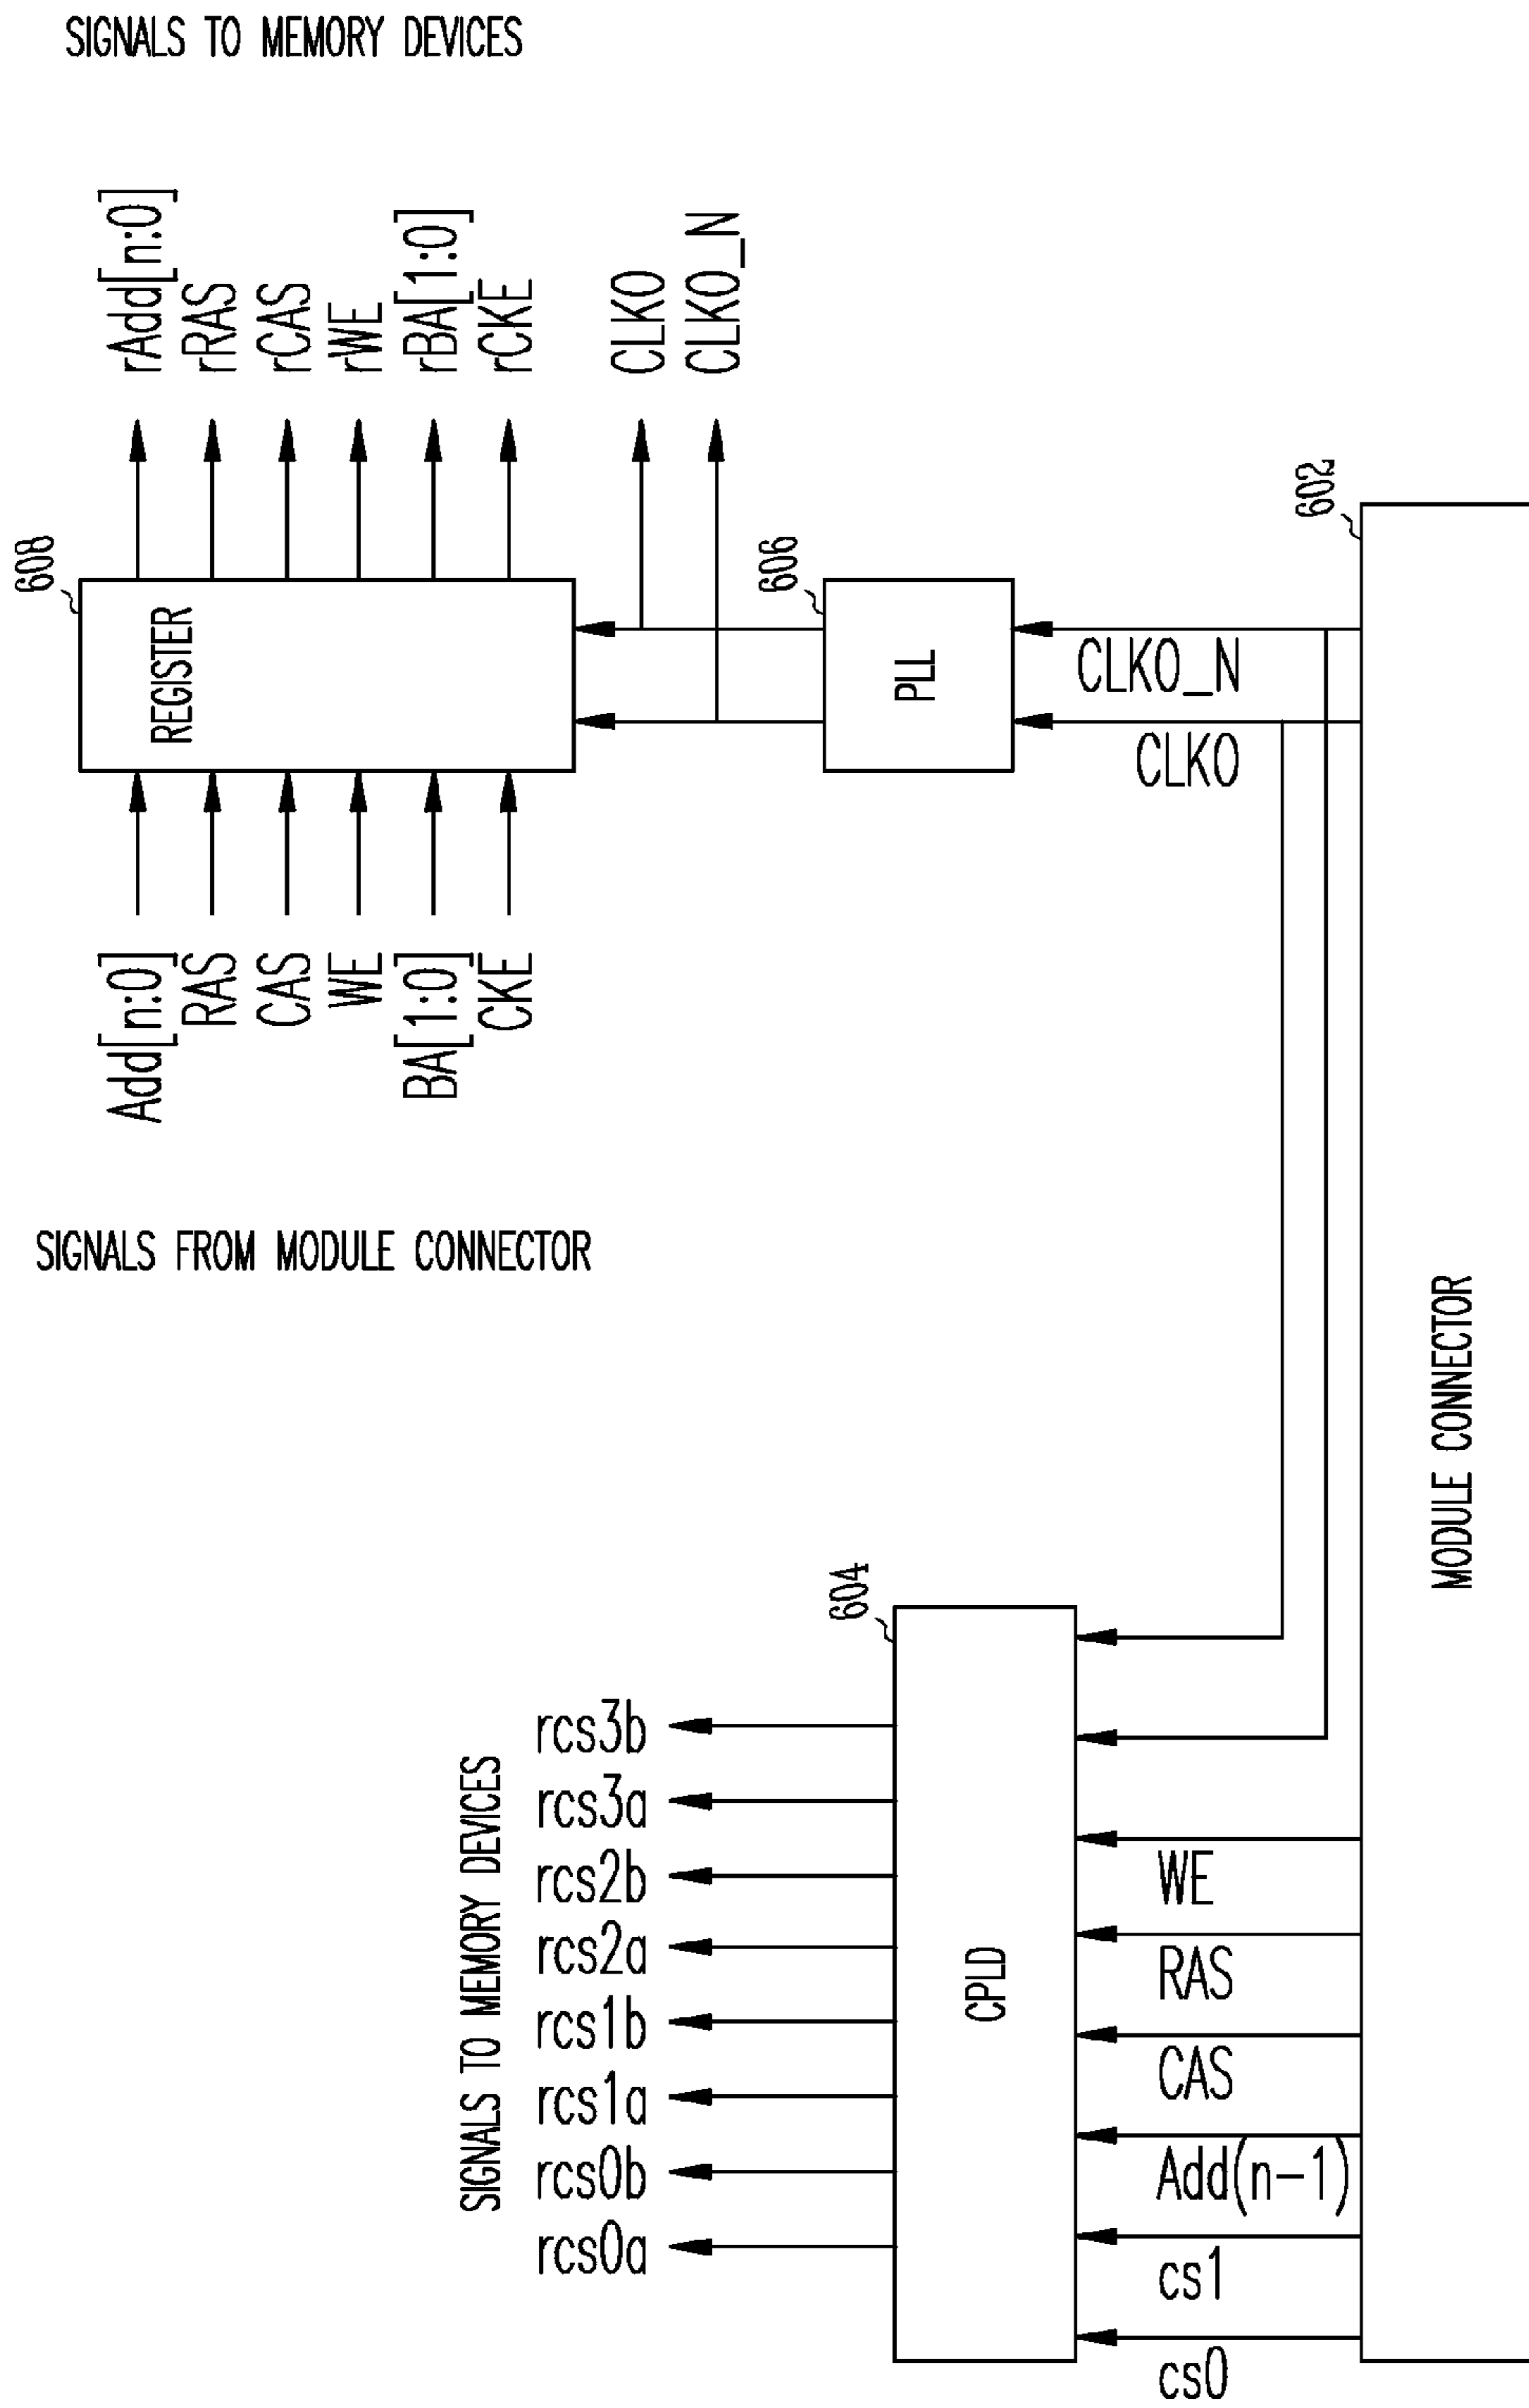 SIGNALS TO MEMORY DEVICES
rAdd[n:0]
rRAS
rCAS
rWE
rBA[1:0]
rCKE
CLK0
CLK0_N
608
REGISTER
606
PLL
602
CLK0_N
CLK0
Add[n:0]
RAS
CAS
WE
BA[1:0]
CKE
SIGNALS FROM MODULE CONNECTOR
MODULE CONNECTOR
604
CPLD
SIGNALS TO MEMORY DEVICES
rcs3b
rcs3a
rcs2b
rcs2a
rcs1b
rcs1a
rcs0b
rcs0a
WE
RAS
CAS
Add(n-1)
cs1
cs0